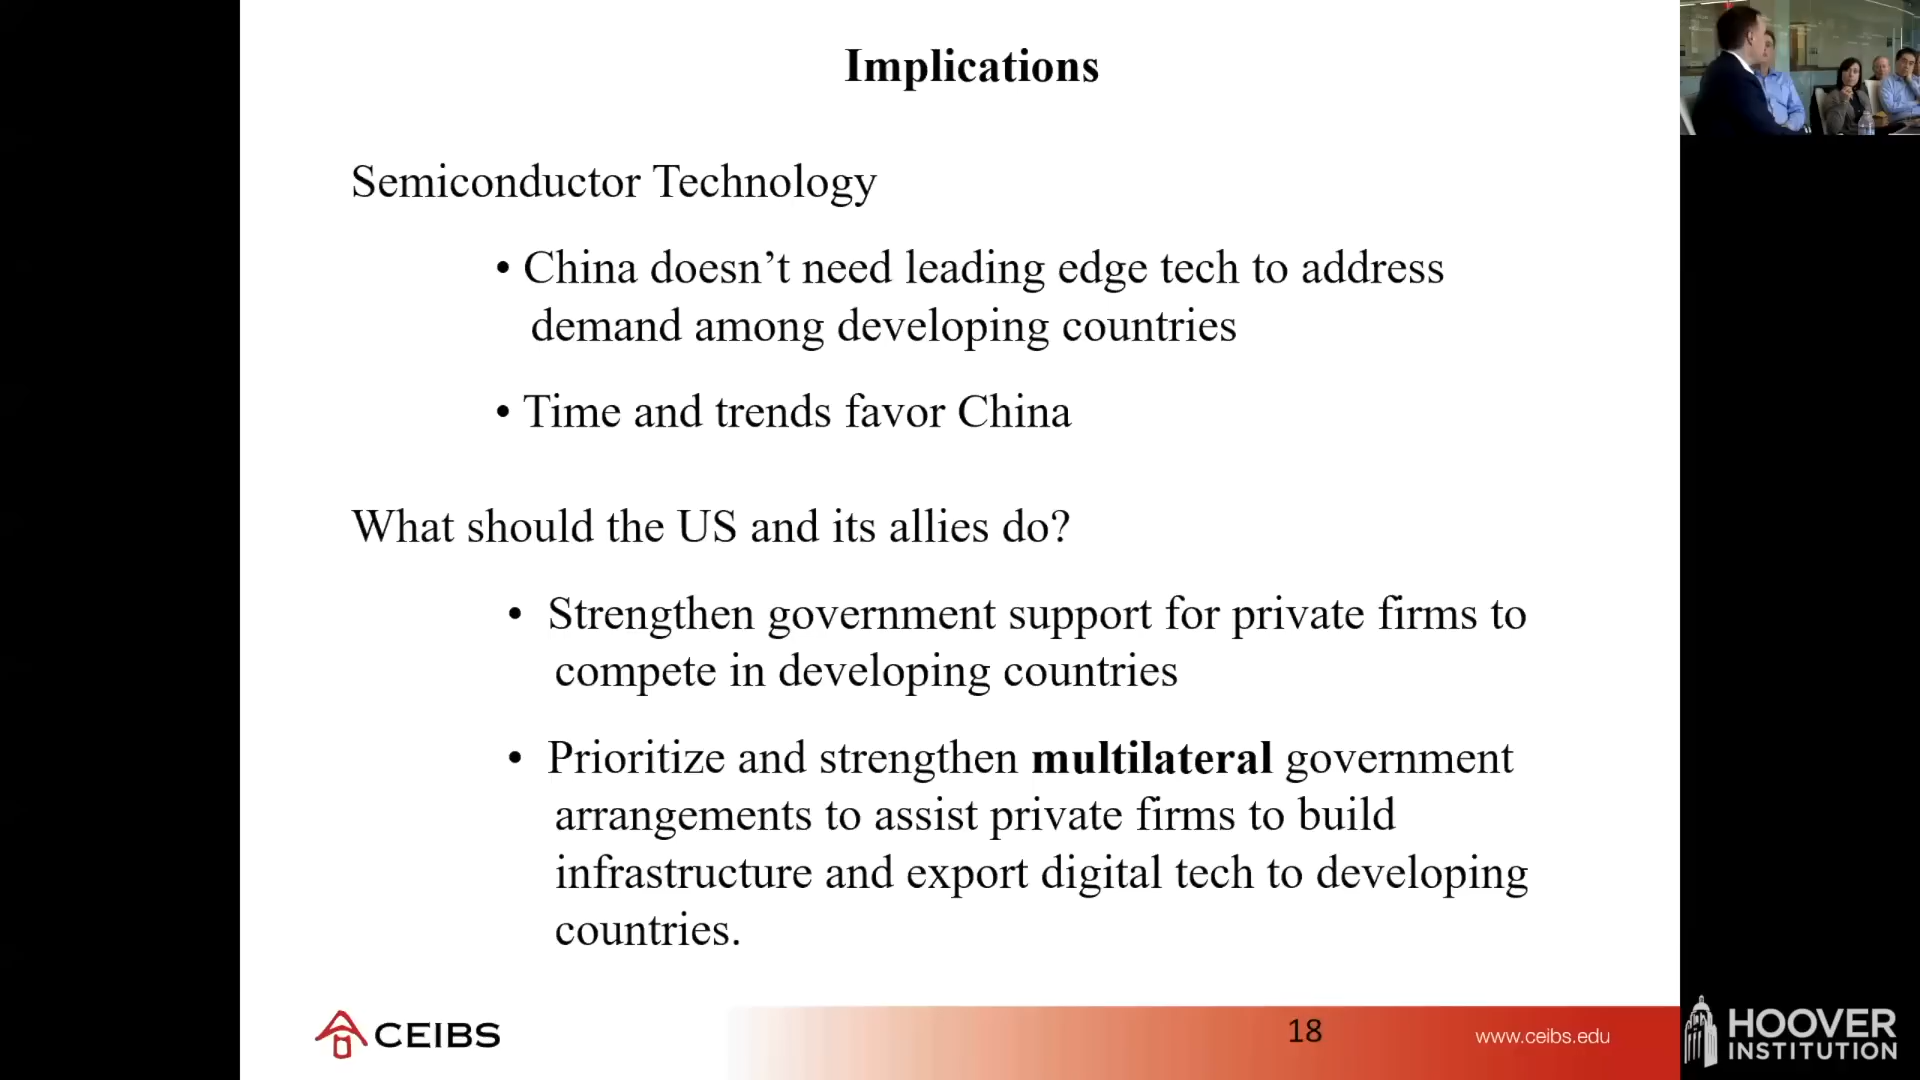 Implications
Semiconductor Technology
• China doesn’t need leading edge tech to address
demand among developing countries
• Time and trends favor China
What should the US and its allies do?
• Strengthen government support for private firms to
compete in developing countries
• Prioritize and strengthen multilateral government
arrangements to assist private firms to build
infrastructure and export digital tech to developing
countries.
CEIBS
18
www.ceibs.edu
HOOVER
INSTITUTION